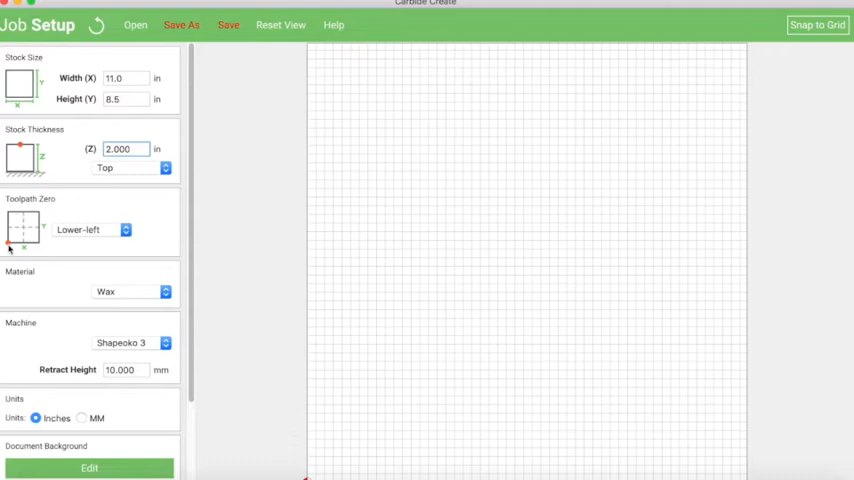 Carbide Create
Job Setup Open Save As Save Reset View Help Snap to Grid
Stock Size
Y
Width (X) 11.0 in
Height (Y) 8.5 in
X
Stock Thickness
(Z) 2.000 in
Z
Top
Toolpath Zero
Y
Lower-left
X
Material
Wax
Machine
Shapeoko 3
Retract Height 10.000 mm
Units
Units: Inches MM
Document Background
Edit